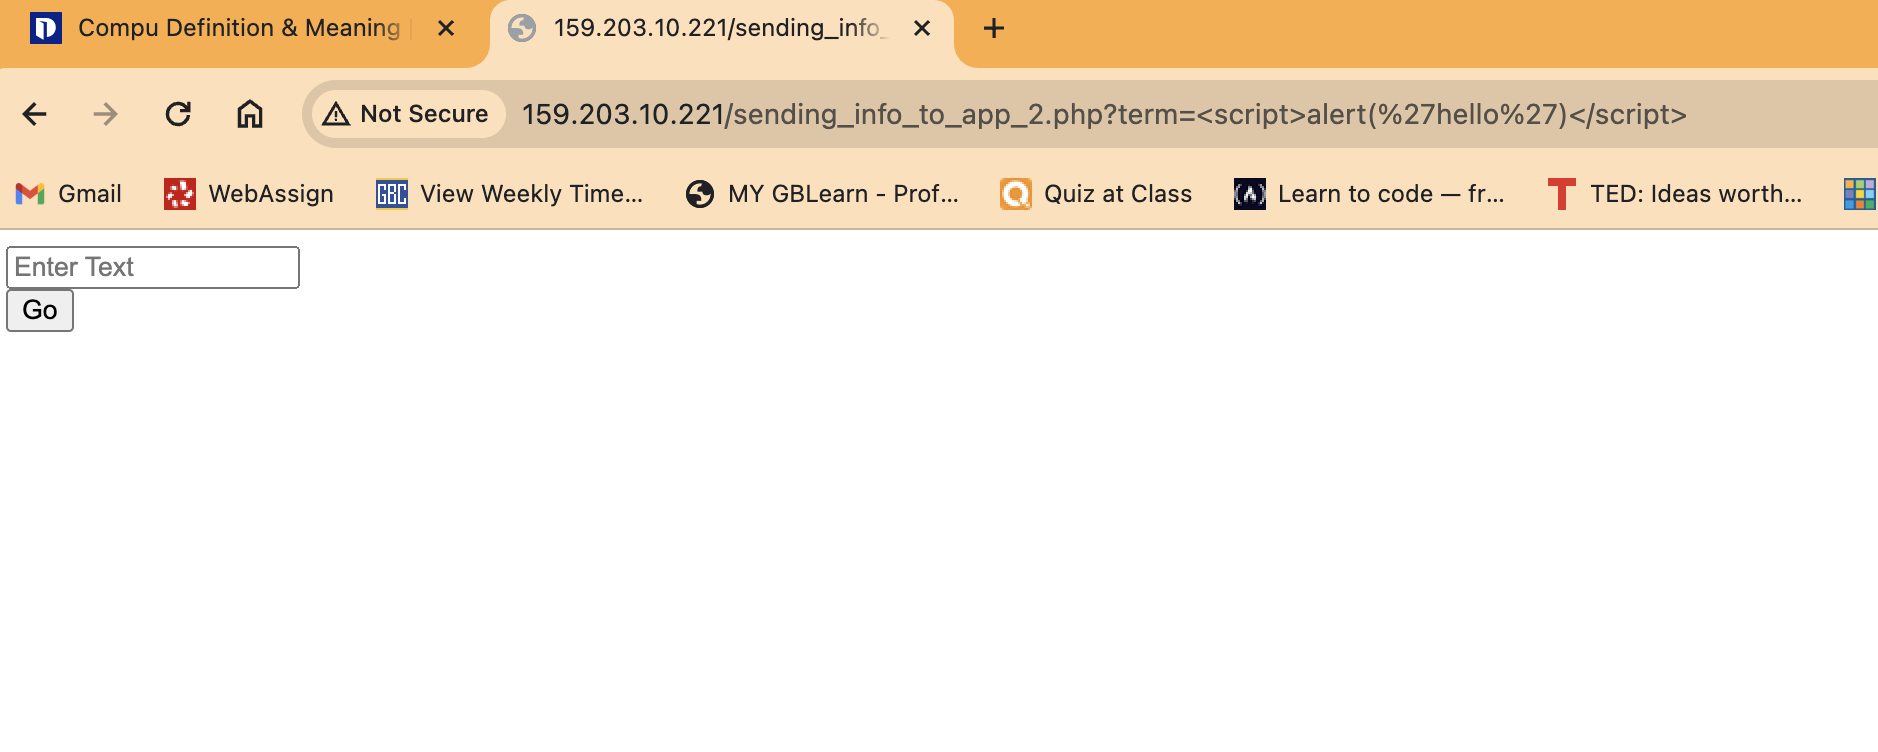 Compu Definition & Meaning
159.203.10.221/sending_info_
Not Secure
159.203.10.221/sending_info_to_app_2.php?term=<script>alert(%27hello%27)</script>
Gmail
WebAssign
GBC
View Weekly Time...
MY GBLearn - Prof...
Quiz at Class
Learn to code — fr...
TED: Ideas worth...
Enter Text
Go